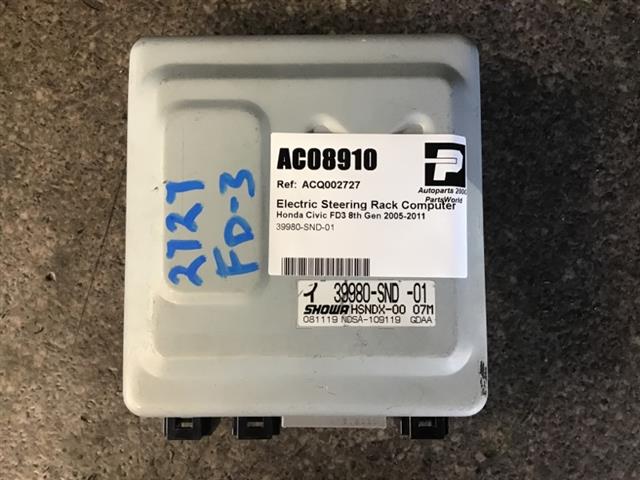 AC08910
Ref: ACQ002727
P
Autoparts 2000
PartsWorld
Electric Steering Rack Computer
Honda Civic FD3 8th Gen 2005-2011
39980-SND-01
2727
FD-3
39980-SND -01
SHOWA HSNDX-00 07M
081119 NDSA-109119 GDAA